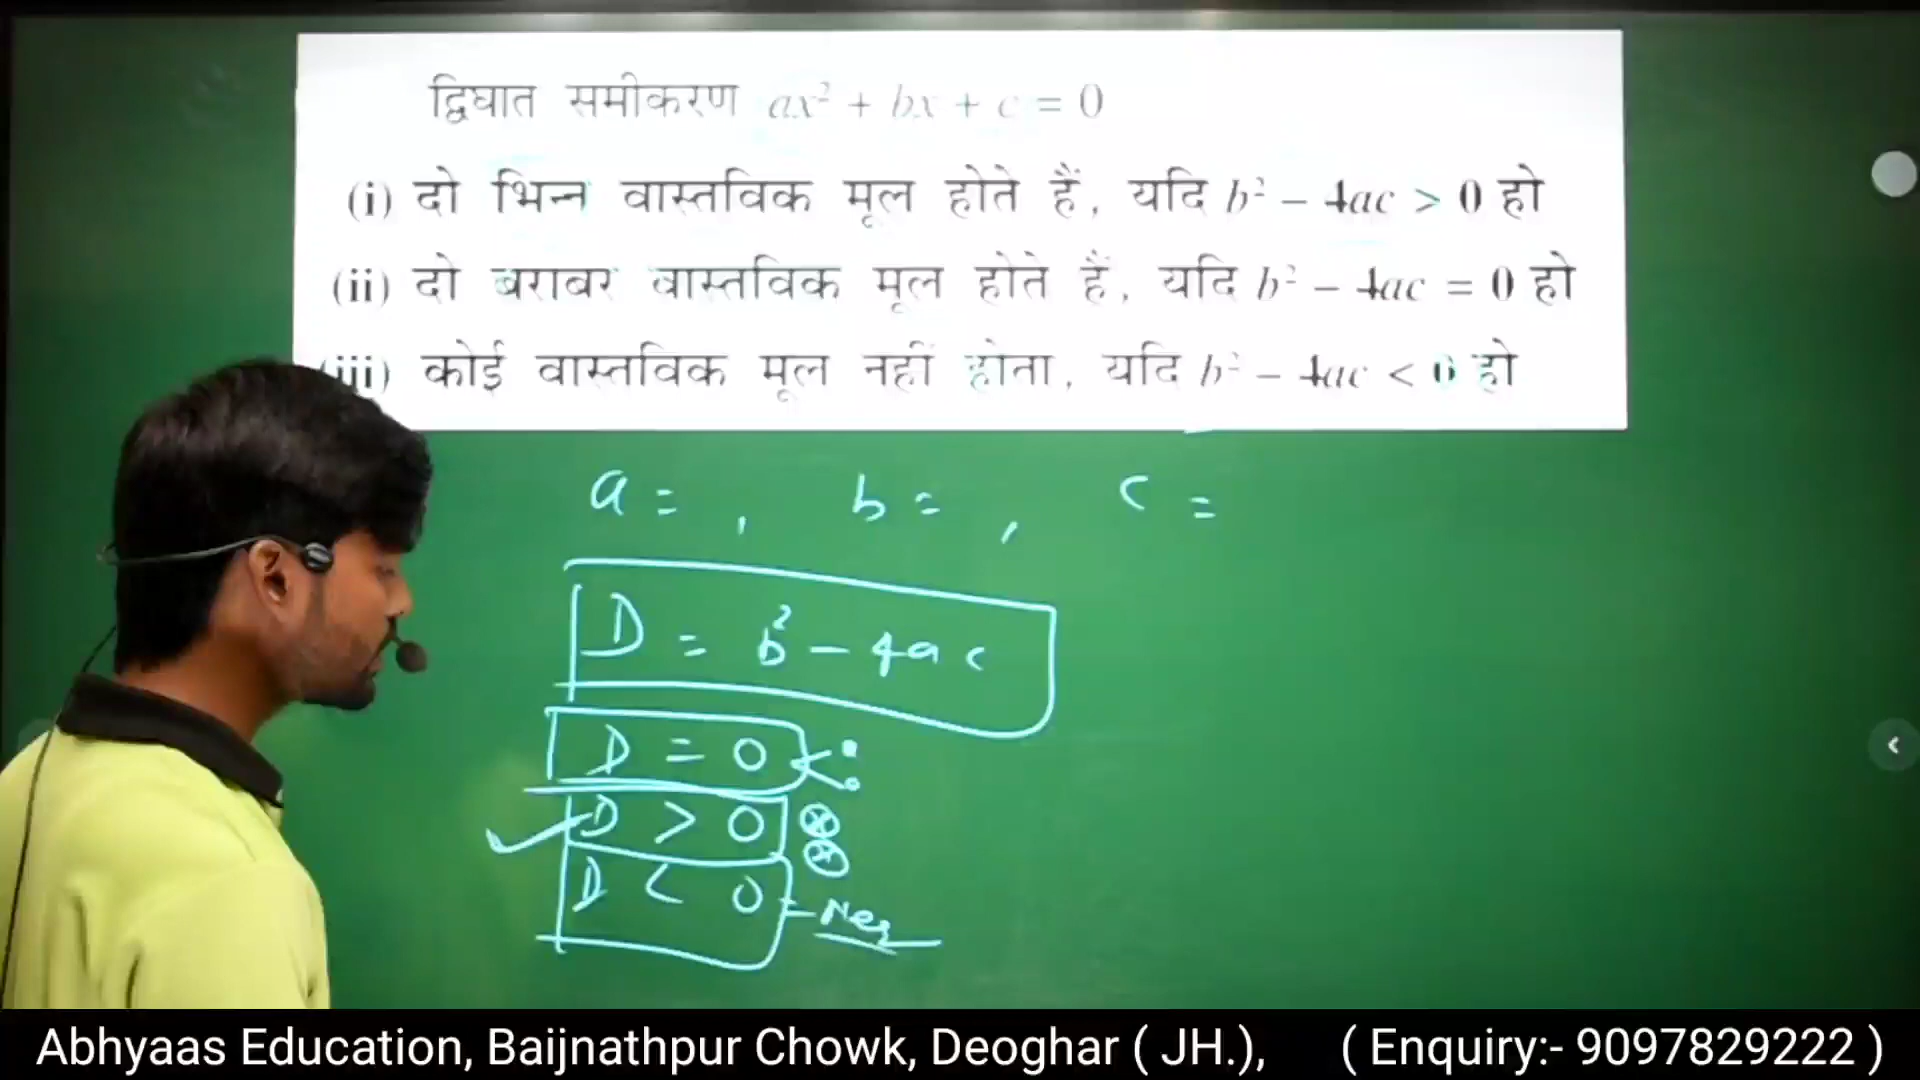 द्विघात समीकरण ax² + bx + c = 0
(i) दो भिन्न वास्तविक मूल होते हैं, यदि b² – 4ac > 0 हो
(ii) दो बराबर वास्तविक मूल होते हैं, यदि b² – 4ac = 0 हो
(iii) कोई वास्तविक मूल नहीं होता, यदि b² – 4ac < 0 हो
a = , b = , c =
D = b² – 4ac
D = 0
D > 0
D < 0
Abhyaas Education, Baijnathpur Chowk, Deoghar ( JH.), ( Enquiry:- 9097829222 )